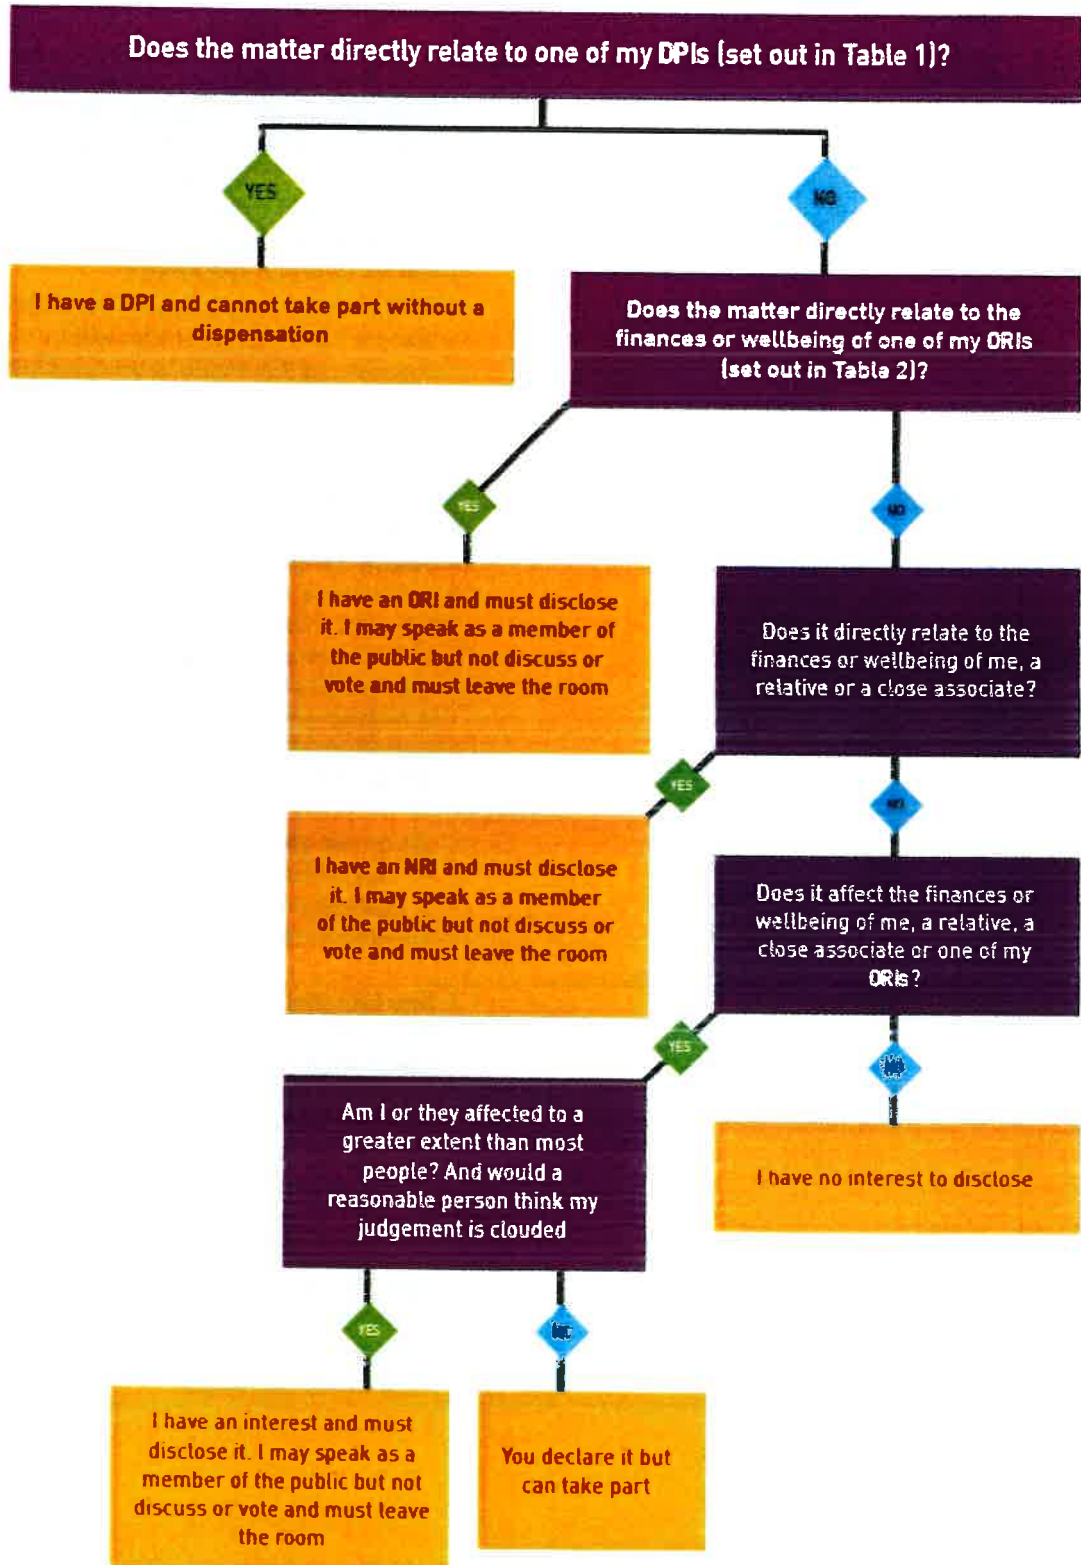 Does the matter directly relate to one of my DPIs (set out in Table 1)?
YES
NO
I have a DPI and cannot take part without a
dispensation
Does the matter directly relate to the
finances or wellbeing of one of my ORIs
(set out in Table 2)?
YES
NO
I have an ORI and must disclose
it. I may speak as a member of
the public but not discuss or
vote and must leave the room
Does it directly relate to the
finances or wellbeing of me, a
relative or a close associate?
YES
NO
I have an NRI and must disclose
it. I may speak as a member
of the public but not discuss or
vote and must leave the room
Does it affect the finances or
wellbeing of me, a relative, a
close associate or one of my
ORIs?
YES
Am I or they affected to a
greater extent than most
people? And would a
reasonable person think my
judgement is clouded
I have no interest to disclose
YES
I have an interest and must
disclose it. I may speak as a
member of the public but not
discuss or vote and must leave
the room
You declare it but
can take part